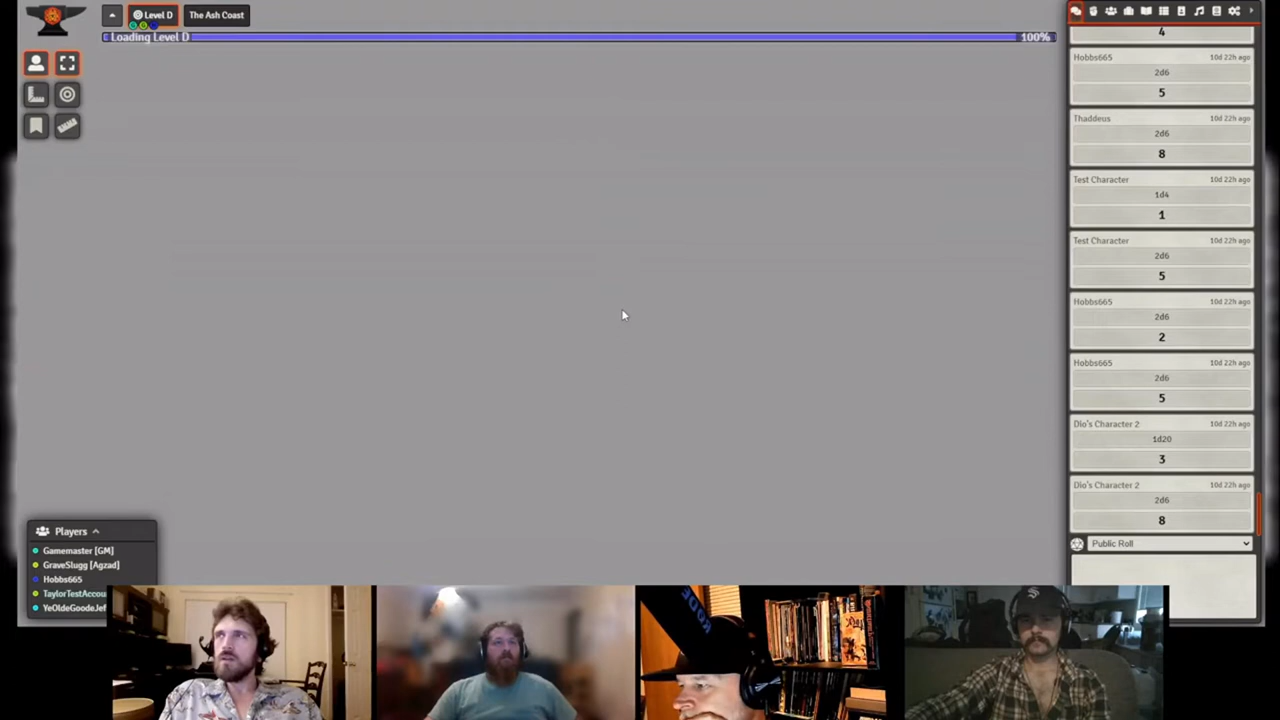 Level D
The Ash Coast
Loading Level D
100%
4
Hobbs665
10d 22h ago
2d6
5
Thaddeus
10d 22h ago
2d6
8
Test Character
10d 22h ago
1d4
1
Test Character
10d 22h ago
2d6
5
Hobbs665
10d 22h ago
2d6
2
Hobbs665
10d 22h ago
2d6
5
Dio's Character 2
10d 22h ago
1d20
3
Dio's Character 2
10d 22h ago
2d6
8
Public Roll
Players
Gamemaster [GM]
GraveSlugg [Agzad]
Hobbs665
TaylorTestAccou
YeOldeGoodeJef
RODE